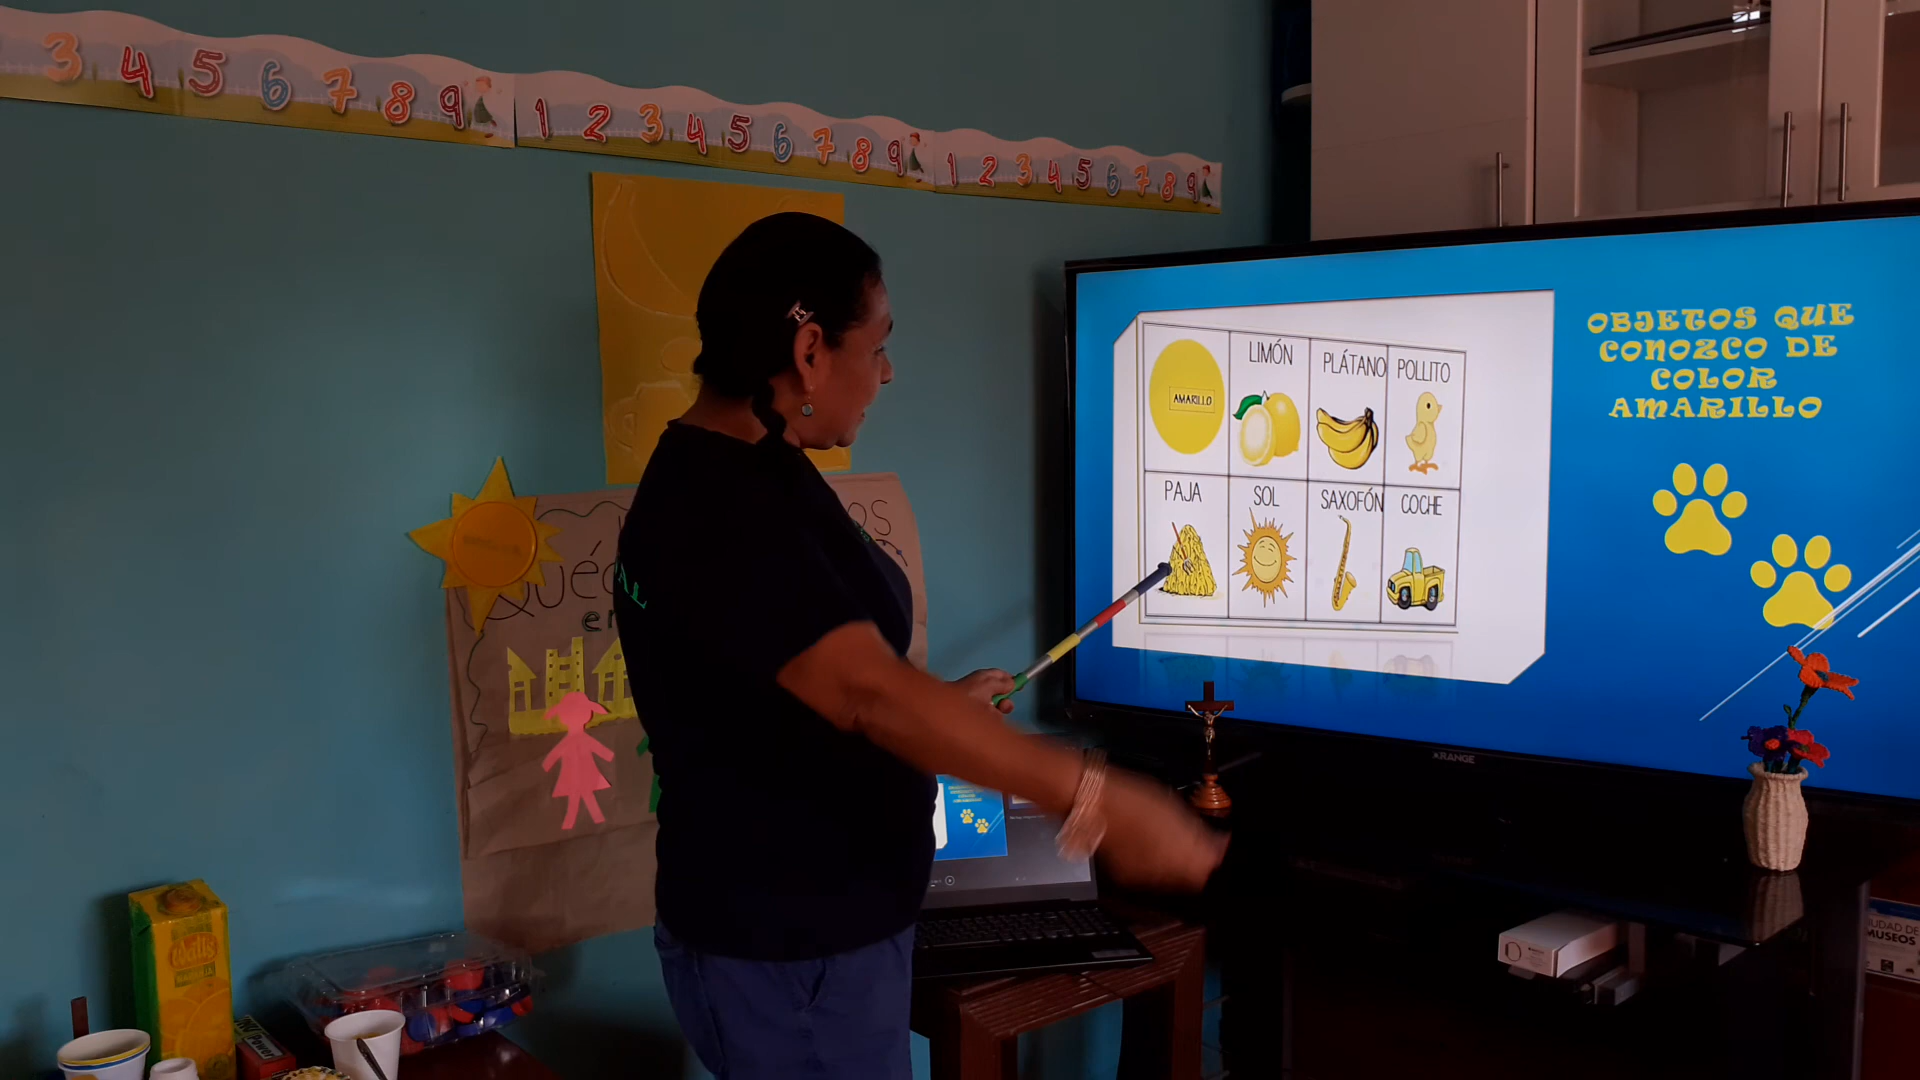 3 4 5 6 7 8 9 1 2 3 4 5 6 7 8 9 1 2 3 4 5 6 7 8 9
OBJETOS QUE
CONOZCO DE
COLOR
AMARILLO
AMARILLO
LIMÓN
PLÁTANO
POLLITO
PAJA
SOL
SAXOFÓN
COCHE
RANGE
MUSEOS